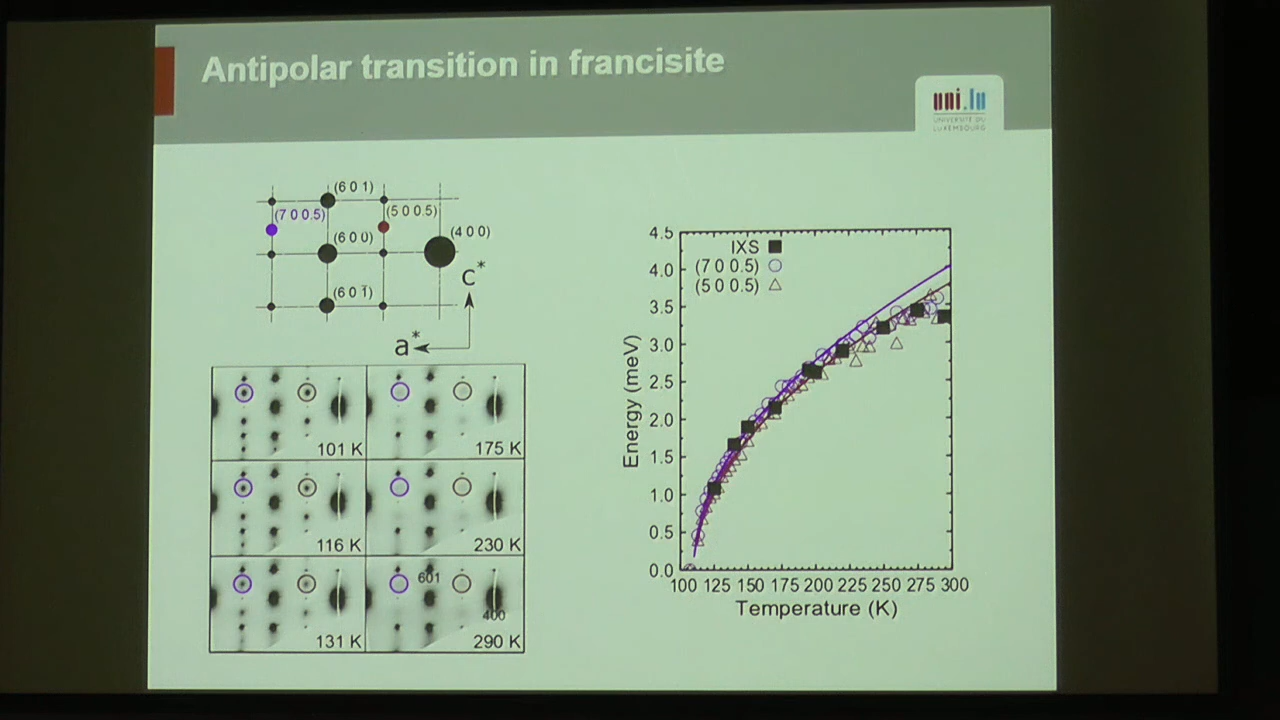 Antipolar transition in francisite
uni.lu
UNIVERSITÉ DU
LUXEMBOURG
(6 0 1)
(7 0 0.5)
(5 0 0.5)
(6 0 0)
(4 0 0)
(6 0 1̄)
c*
a*
101 K
175 K
116 K
230 K
601
400
131 K
290 K
4.5
4.0
3.5
3.0
2.5
2.0
1.5
1.0
0.5
0.0
Energy (meV)
IXS
(7 0 0.5)
(5 0 0.5)
100 125 150 175 200 225 250 275 300
Temperature (K)